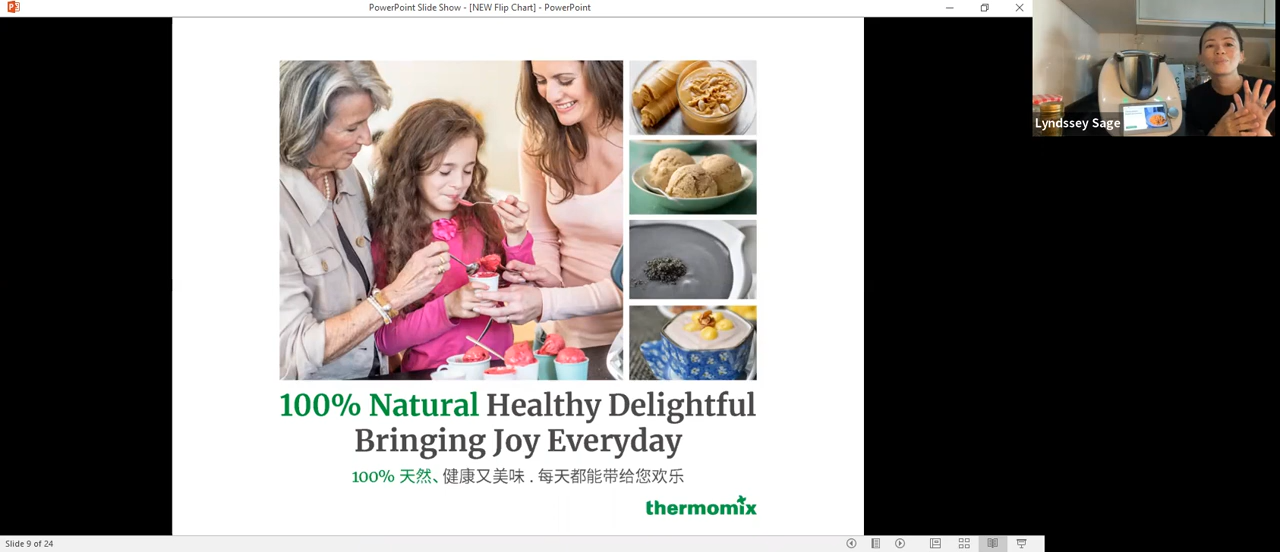 PowerPoint Slide Show - [NEW Flip Chart] - PowerPoint
Lyndssey Sage
100% Natural Healthy Delightful
Bringing Joy Everyday
100% 天然、健康又美味 . 每天都能带给您欢乐
thermomix
Slide 9 of 24